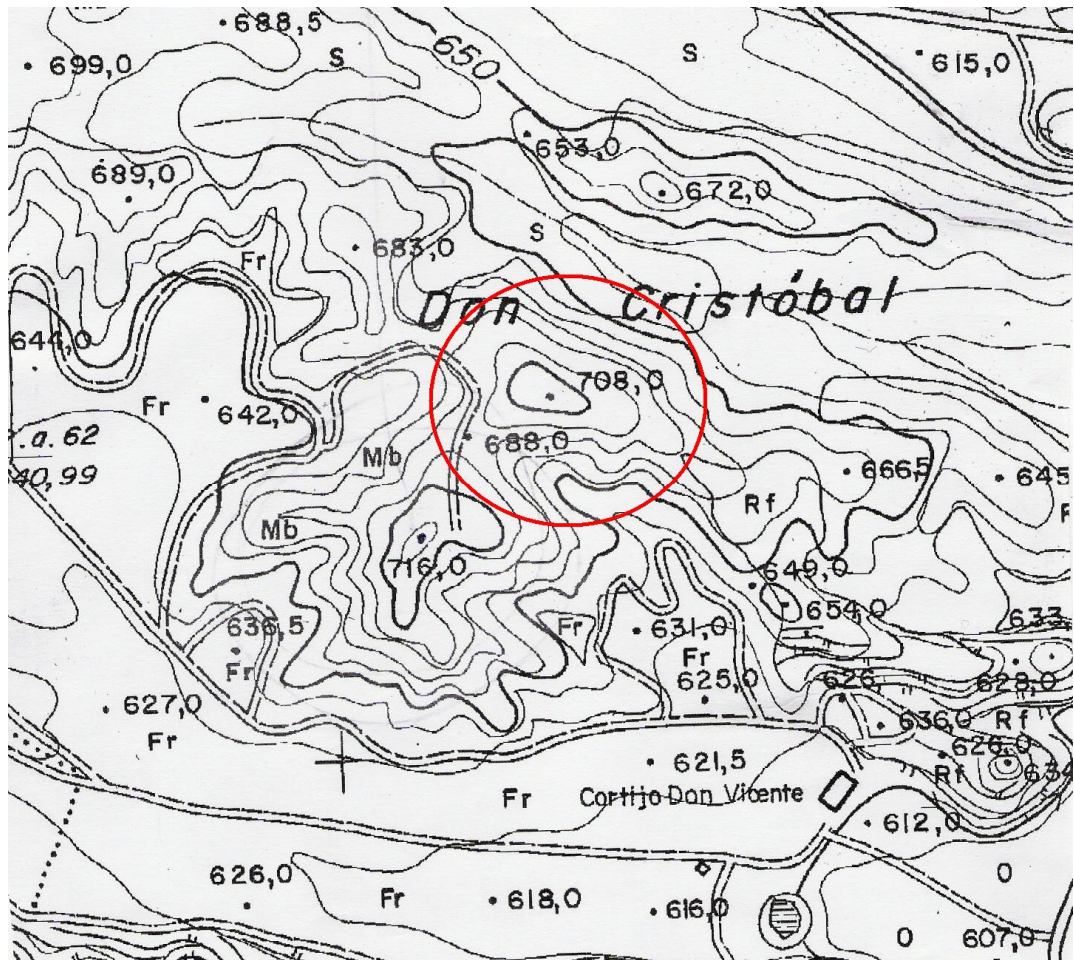 688,5
S
650
S
615,0
699,0
653,0
689,0
672,0
S
683,0
Fr
Don Cristóbal
644,0
708,0
Fr
642,0
.a. 62
688,0
40,99
Mb
666,5
645
Rf
Mb
716,0
649,0
654,0
636,5
Fr
631,0
633,
Fr
Fr
625,0
626,
628,0
627,0
636,0
Rf
Fr
626,0
621,5
Rf
634
Fr
Cortijo Don Vicente
612,0
626,0
O
Fr
618,0
616,0
O
607,0